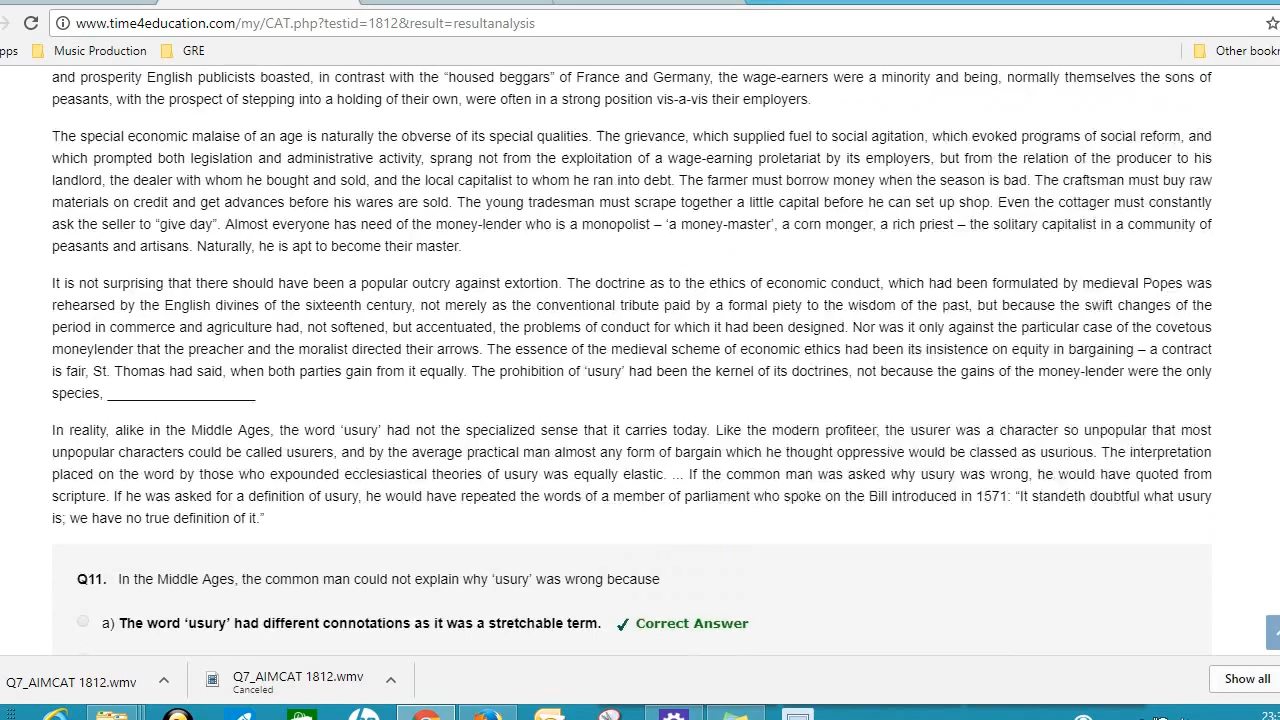 www.time4education.com/my/CAT.php?testid=1812&result=resultanalysis
pps Music Production GRE Other bookr
and prosperity English publicists boasted, in contrast with the “housed beggars” of France and Germany, the wage-earners were a minority and being, normally themselves the sons of
peasants, with the prospect of stepping into a holding of their own, were often in a strong position vis-a-vis their employers.
The special economic malaise of an age is naturally the obverse of its special qualities. The grievance, which supplied fuel to social agitation, which evoked programs of social reform, and
which prompted both legislation and administrative activity, sprang not from the exploitation of a wage-earning proletariat by its employers, but from the relation of the producer to his
landlord, the dealer with whom he bought and sold, and the local capitalist to whom he ran into debt. The farmer must borrow money when the season is bad. The craftsman must buy raw
materials on credit and get advances before his wares are sold. The young tradesman must scrape together a little capital before he can set up shop. Even the cottager must constantly
ask the seller to “give day”. Almost everyone has need of the money-lender who is a monopolist – ‘a money-master’, a corn monger, a rich priest – the solitary capitalist in a community of
peasants and artisans. Naturally, he is apt to become their master.
It is not surprising that there should have been a popular outcry against extortion. The doctrine as to the ethics of economic conduct, which had been formulated by medieval Popes was
rehearsed by the English divines of the sixteenth century, not merely as the conventional tribute paid by a formal piety to the wisdom of the past, but because the swift changes of the
period in commerce and agriculture had, not softened, but accentuated, the problems of conduct for which it had been designed. Nor was it only against the particular case of the covetous
moneylender that the preacher and the moralist directed their arrows. The essence of the medieval scheme of economic ethics had been its insistence on equity in bargaining – a contract
is fair, St. Thomas had said, when both parties gain from it equally. The prohibition of ‘usury’ had been the kernel of its doctrines, not because the gains of the money-lender were the only
species, ___________________
In reality, alike in the Middle Ages, the word ‘usury’ had not the specialized sense that it carries today. Like the modern profiteer, the usurer was a character so unpopular that most
unpopular characters could be called usurers, and by the average practical man almost any form of bargain which he thought oppressive would be classed as usurious. The interpretation
placed on the word by those who expounded ecclesiastical theories of usury was equally elastic. ... If the common man was asked why usury was wrong, he would have quoted from
scripture. If he was asked for a definition of usury, he would have repeated the words of a member of parliament who spoke on the Bill introduced in 1571: “It standeth doubtful what usury
is; we have no true definition of it.”
Q11. In the Middle Ages, the common man could not explain why ‘usury’ was wrong because
a) The word ‘usury’ had different connotations as it was a stretchable term. ✓ Correct Answer
Q7_AIMCAT 1812.wmv Q7_AIMCAT 1812.wmv Show all
Canceled